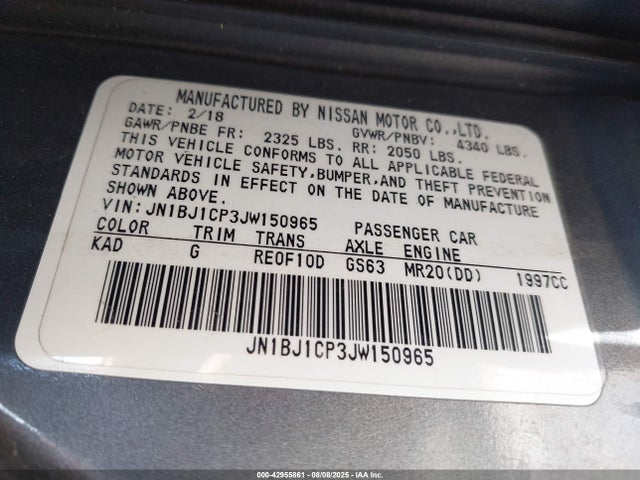 MANUFACTURED BY NISSAN MOTOR CO.,LTD.
DATE: 2/18 GVWR/PNBV: 4340 LBS.
GAWR/PNBE FR: 2325 LBS. RR: 2050 LBS.
THIS VEHICLE CONFORMS TO ALL APPLICABLE FEDERAL
MOTOR VEHICLE SAFETY,BUMPER,AND THEFT PREVENTION
STANDARDS IN EFFECT ON THE DATE OF MANUFACTURE
SHOWN ABOVE.
VIN:JN1BJ1CP3JW150965 PASSENGER CAR
COLOR TRIM TRANS AXLE ENGINE
KAD G RE0F10D GS63 MR20(DD) 1997CC
JN1BJ1CP3JW150965
000-42955861 | 08/08/2025 | IAA Inc.